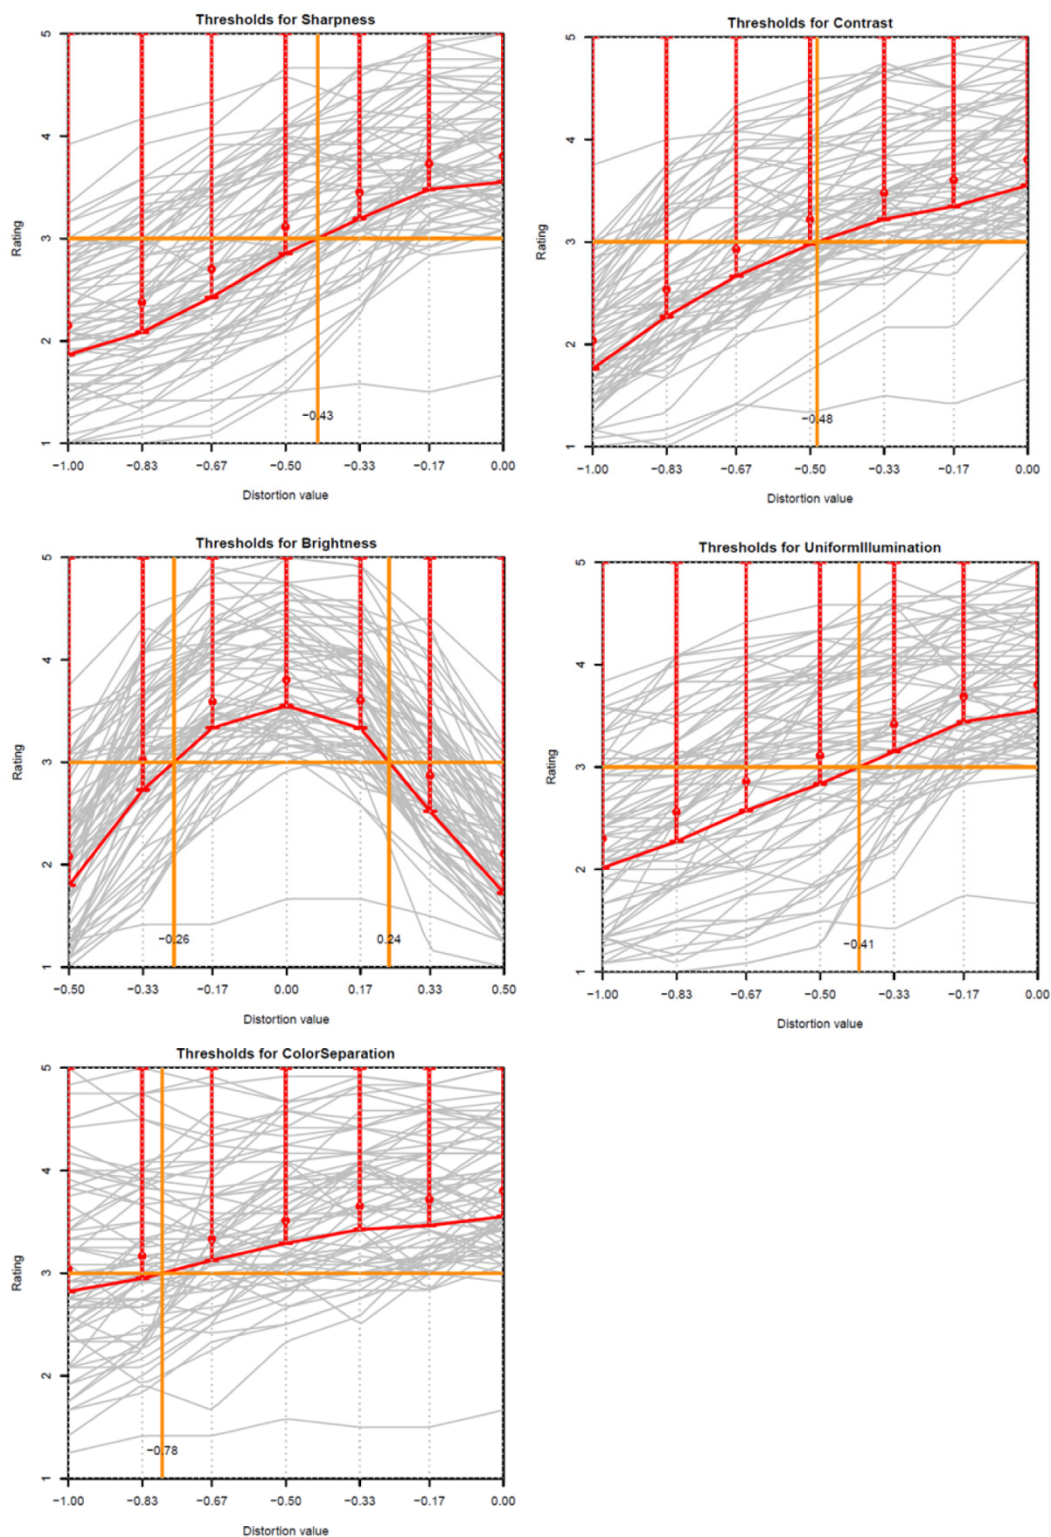 Thresholds for Sharpness
5
4
3
2
1
Rating
−0.43
−1.00 −0.83 −0.67 −0.50 −0.33 −0.17 0.00
Distortion value
Thresholds for Contrast
5
4
3
2
1
Rating
−0.48
−1.00 −0.83 −0.67 −0.50 −0.33 −0.17 0.00
Distortion value
Thresholds for Brightness
5
4
3
2
1
Rating
−0.26 0.24
−0.50 −0.33 −0.17 0.00 0.17 0.33 0.50
Distortion value
Thresholds for UniformIllumination
5
4
3
2
1
Rating
−0.41
−1.00 −0.83 −0.67 −0.50 −0.33 −0.17 0.00
Distortion value
Thresholds for ColorSeparation
5
4
3
2
1
Rating
−0.78
−1.00 −0.83 −0.67 −0.50 −0.33 −0.17 0.00
Distortion value